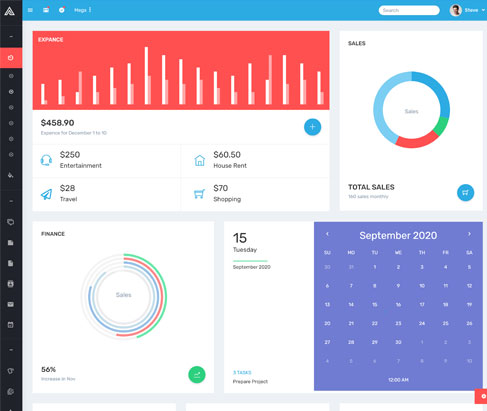 Mega
Search
Steve
EXPANCE
$458.90
Expence for December 1 to 10
$250
Entertainment
$60.50
House Rent
$28
Travel
$70
Shopping
SALES
Sales
TOTAL SALES
160 sales monthly
FINANCE
Sales
56%
Increase in Nov
15
Tuesday
September 2020
3 TASKS
Prepare Project
September 2020
SU MO TU WE TH FR SA
30 31 1 2 3 4 5
6 7 8 9 10 11 12
13 14 15 16 17 18 19
20 21 22 23 24 25 26
27 28 29 30 1 2 3
4 5 6 7 8 9 10
12:00 AM